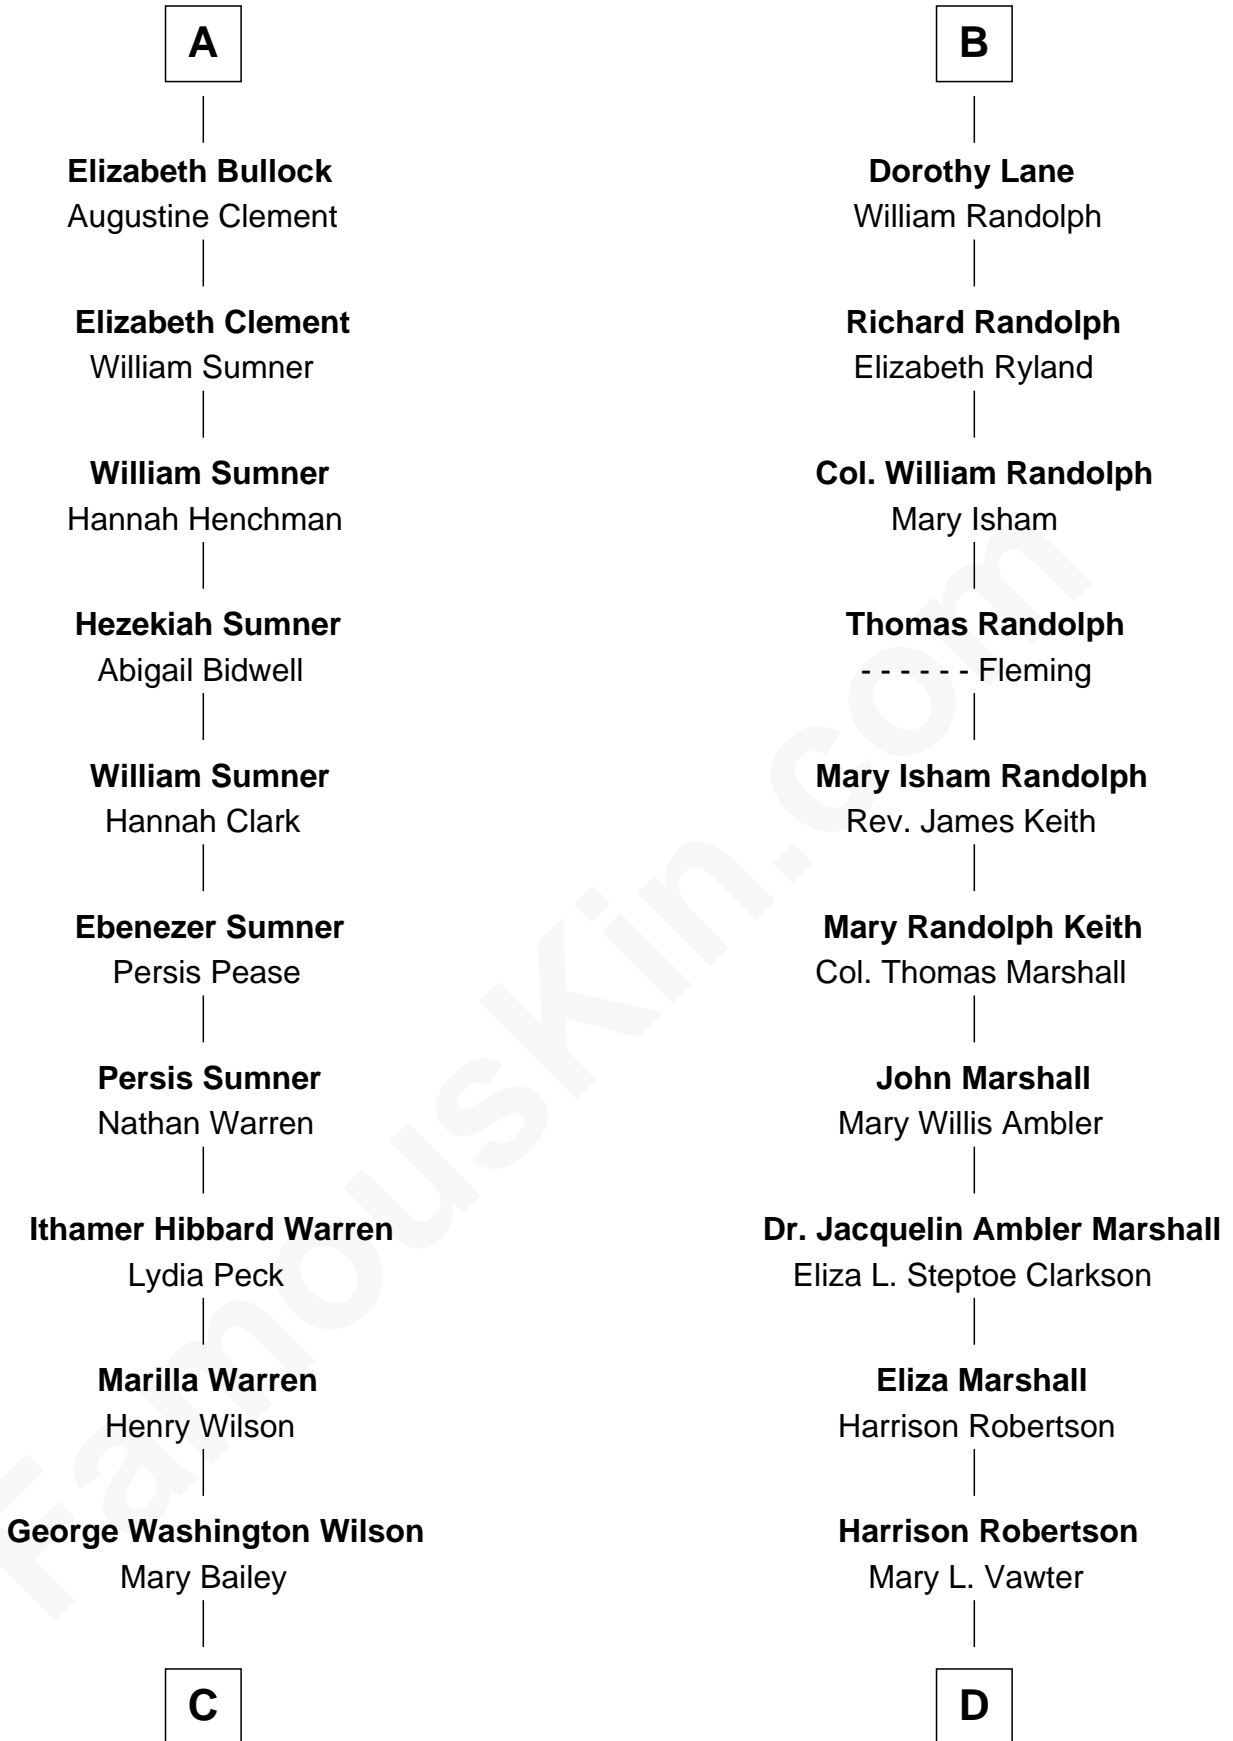 A
Elizabeth Bullock
Augustine Clement
Elizabeth Clement
William Sumner
William Sumner
Hannah Henchman
Hezekiah Sumner
Abigail Bidwell
William Sumner
Hannah Clark
Ebenezer Sumner
Persis Pease
Persis Sumner
Nathan Warren
Ithamer Hibbard Warren
Lydia Peck
Marilla Warren
Henry Wilson
George Washington Wilson
Mary Bailey
C
B
Dorothy Lane
William Randolph
Richard Randolph
Elizabeth Ryland
Col. William Randolph
Mary Isham
Thomas Randolph
- - - - - - Fleming
Mary Isham Randolph
Rev. James Keith
Mary Randolph Keith
Col. Thomas Marshall
John Marshall
Mary Willis Ambler
Dr. Jacquelin Ambler Marshall
Eliza L. Steptoe Clarkson
Eliza Marshall
Harrison Robertson
Harrison Robertson
Mary L. Vawter
D
FamousKin.com